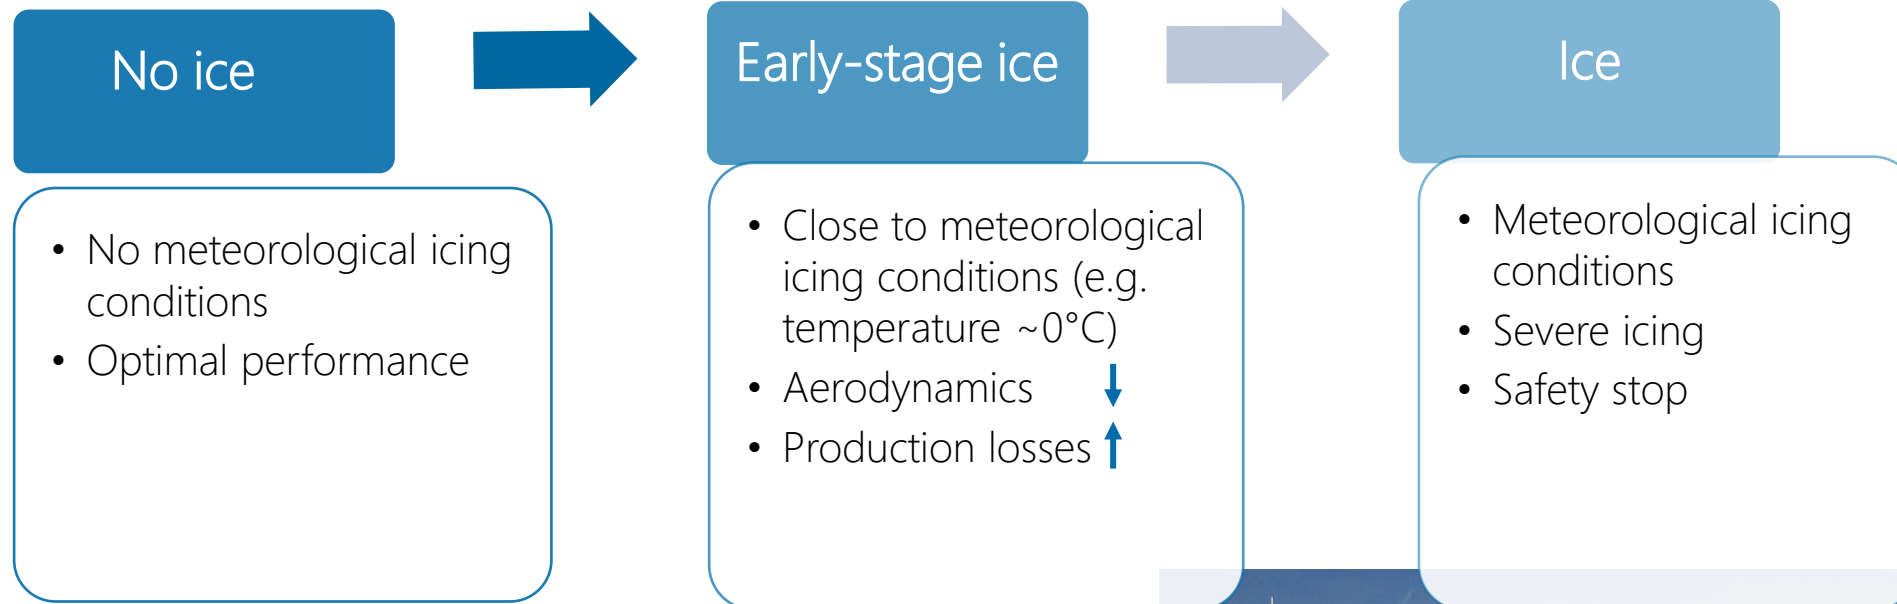 No ice
• No meteorological icing
conditions
• Optimal performance
Early-stage ice
• Close to meteorological
icing conditions (e.g.
temperature ~0°C)
• Aerodynamics ↓
• Production losses ↑
Ice
• Meteorological icing
conditions
• Severe icing
• Safety stop